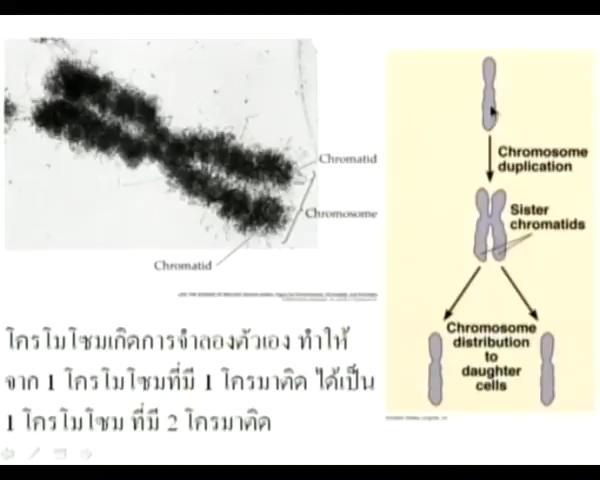 Chromatid
Chromosome
Chromatid
Chromosome
duplication
Sister
chromatids
Chromosome
distribution
to
daughter
cells
โครโมโซมเกิดการจำลองตัวเอง ทำให้
จาก 1 โครโมโซมที่มี 1 โครมาติด ได้เป็น
1 โครโมโซม ที่มี 2 โครมาติด